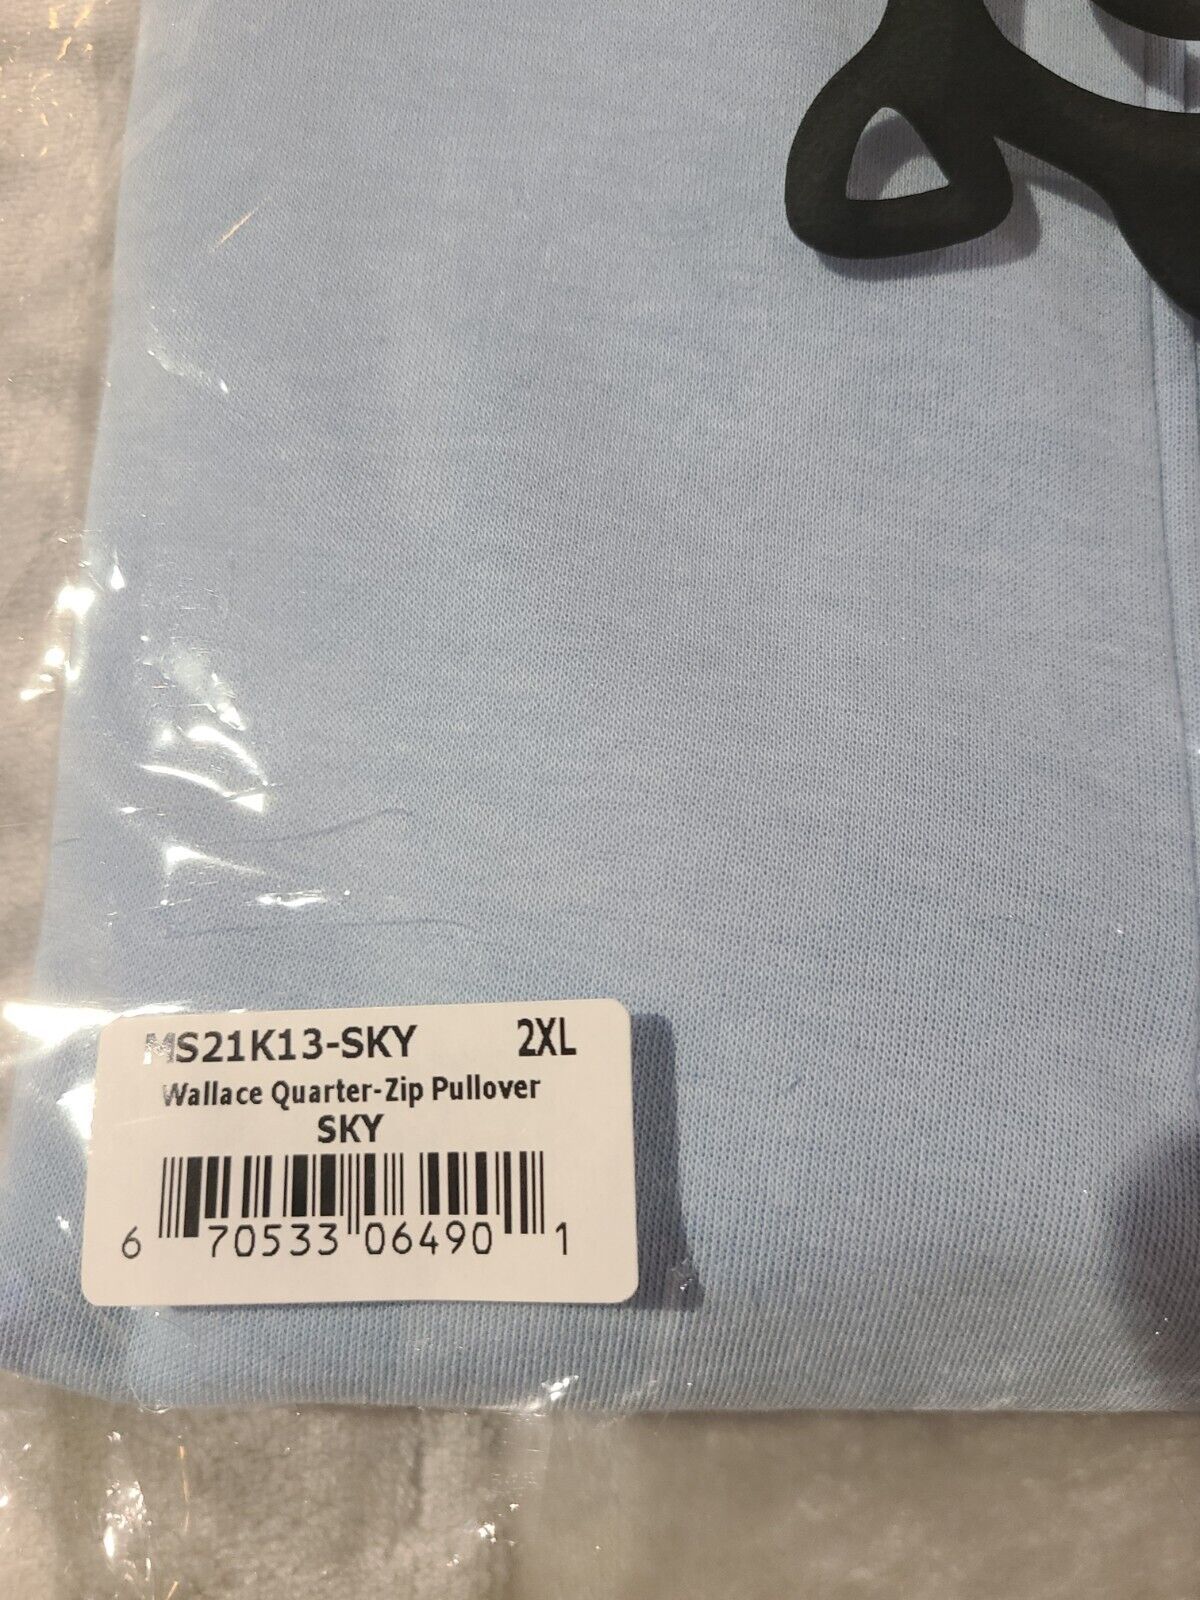 MS21K13-SKY 2XL
Wallace Quarter-Zip Pullover
SKY
6 70533 06490 1